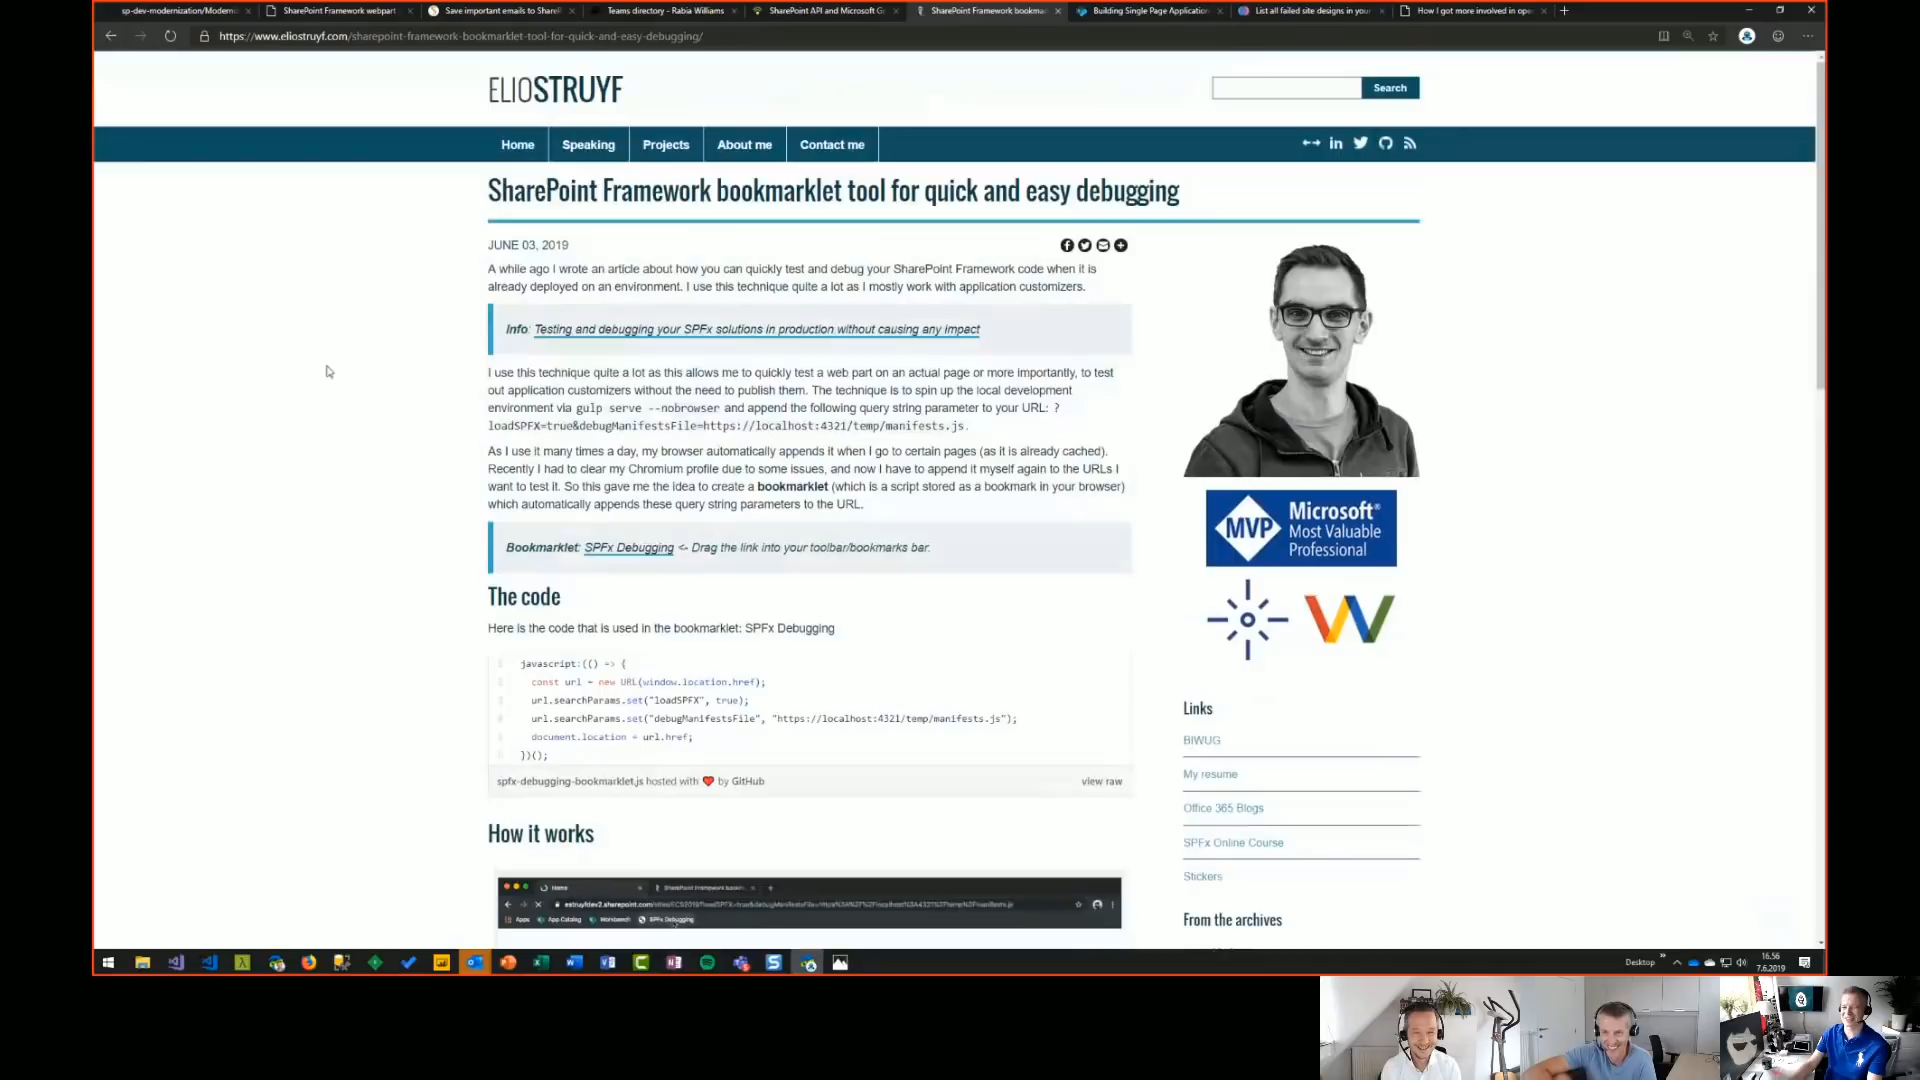 sp-dev-modernization/Modern
SharePoint Framework webpart
Save important emails to ShareP
Teams directory - Rabia Williams
SharePoint API and Microsoft Gr
SharePoint Framework bookmar
Building Single Page Application
List all failed site designs in your
How I got more involved in ope
https://www.eliostruyf.com/sharepoint-framework-bookmarklet-tool-for-quick-and-easy-debugging/
ELIOSTRUYF
Search
Home
Speaking
Projects
About me
Contact me
SharePoint Framework bookmarklet tool for quick and easy debugging
JUNE 03, 2019
A while ago I wrote an article about how you can quickly test and debug your SharePoint Framework code when it is
already deployed on an environment. I use this technique quite a lot as I mostly work with application customizers.
Info: Testing and debugging your SPFx solutions in production without causing any impact
I use this technique quite a lot as this allows me to quickly test a web part on an actual page or more importantly, to test
out application customizers without the need to publish them. The technique is to spin up the local development
environment via gulp serve --nobrowser and append the following query string parameter to your URL: ?
loadSPFX=true&debugManifestsFile=https://localhost:4321/temp/manifests.js.
As I use it many times a day, my browser automatically appends it when I go to certain pages (as it is already cached).
Recently I had to clear my Chromium profile due to some issues, and now I have to append it myself again to the URLs I
want to test it. So this gave me the idea to create a bookmarklet (which is a script stored as a bookmark in your browser)
which automatically appends these query string parameters to the URL.
Bookmarklet: SPFx Debugging <- Drag the link into your toolbar/bookmarks bar.
The code
Here is the code that is used in the bookmarklet: SPFx Debugging
javascript:(() => {
const url = new URL(window.location.href);
url.searchParams.set("loadSPFX", true);
url.searchParams.set("debugManifestsFile", "https://localhost:4321/temp/manifests.js");
document.location = url.href;
})();
spfx-debugging-bookmarklet.js hosted with ❤ by GitHub
view raw
How it works
Home
SharePoint Framework bookm
Apps
App Catalog
Workbench
SPFx Debugging
MVP
Microsoft®
Most Valuable
Professional
Links
BIWUG
My resume
Office 365 Blogs
SPFx Online Course
Stickers
From the archives
Desktop
16.56
7.6.2019